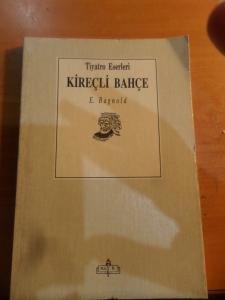 Tiyatro Eserleri
KİREÇLİ BAHÇE
E. Bagnold